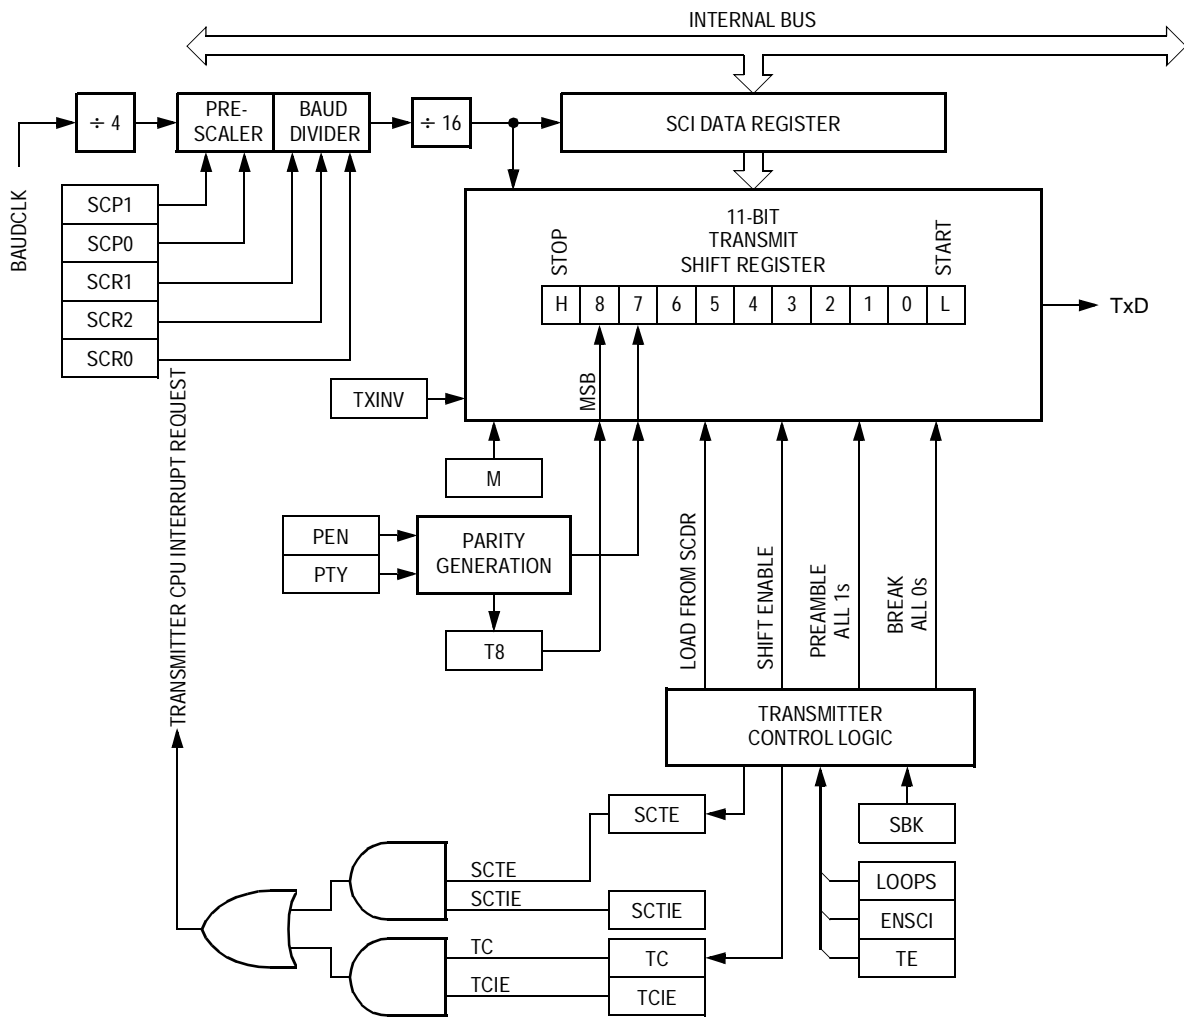 INTERNAL BUS
÷ 4
PRE-
SCALER
BAUD
DIVIDER
÷ 16
SCI DATA REGISTER
BAUDCLK
SCP1
SCP0
SCR1
SCR2
SCR0
11-BIT
TRANSMIT
SHIFT REGISTER
STOP
START
H 8 7 6 5 4 3 2 1 0 L
TxD
TXINV
MSB
M
TRANSMITTER CPU INTERRUPT REQUEST
PEN
PTY
PARITY
GENERATION
T8
LOAD FROM SCDR
SHIFT ENABLE
PREAMBLE
ALL 1s
BREAK
ALL 0s
TRANSMITTER
CONTROL LOGIC
SCTE
SBK
SCTE
SCTIE
SCTIE
LOOPS
ENSCI
TE
TC
TC
TCIE
TCIE